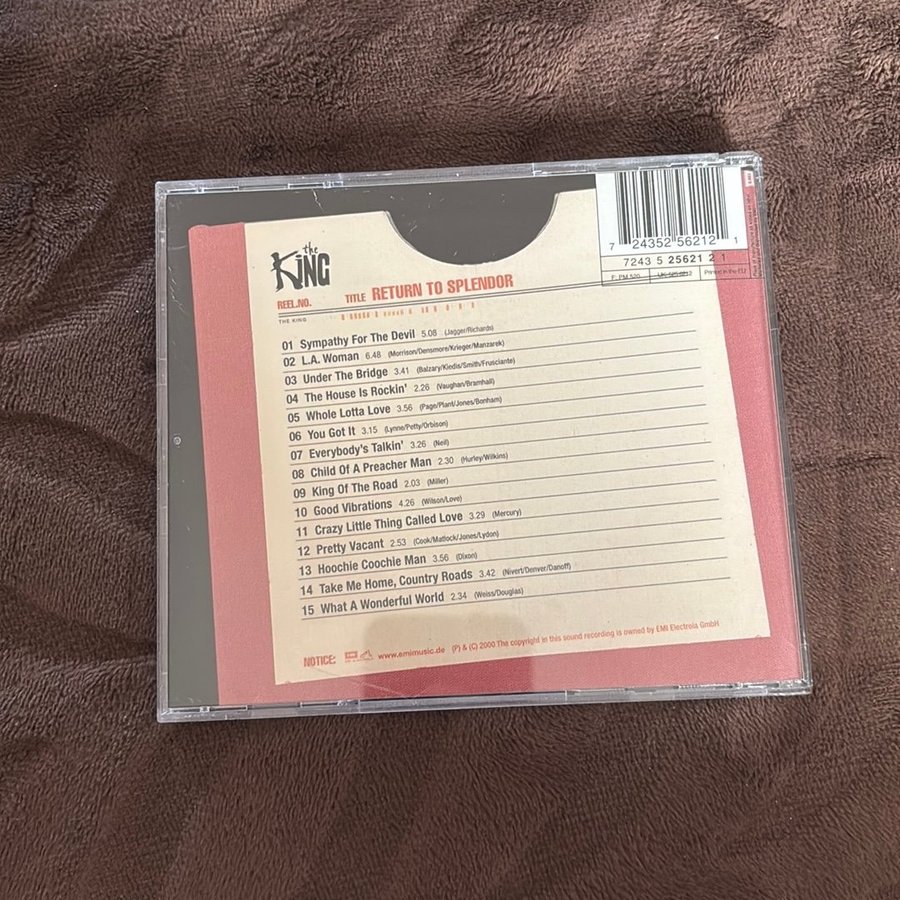 7 24352 56212 1
7243 5 25621 2 1
F: PM 520
Printed in the EU
EMI
the KING
REEL.NO. TITLE RETURN TO SPLENDOR
THE KING
01 Sympathy For The Devil 5.08 (Jagger/Richards)
02 L.A. Woman 6.48 (Morrison/Densmore/Krieger/Manzarek)
03 Under The Bridge 3.41 (Balzary/Kiedis/Smith/Frusciante)
04 The House Is Rockin' 2.26 (Vaughan/Bramhall)
05 Whole Lotta Love 3.56 (Page/Plant/Jones/Bonham)
06 You Got It 3.15 (Lynne/Petty/Orbison)
07 Everybody's Talkin' 3.26 (Neil)
08 Child Of A Preacher Man 2.30 (Hurley/Wilkins)
09 King Of The Road 2.03 (Miller)
10 Good Vibrations 4.26 (Wilson/Love)
11 Crazy Little Thing Called Love 3.29 (Mercury)
12 Pretty Vacant 2.53 (Cook/Matlock/Jones/Lydon)
13 Hoochie Coochie Man 3.56 (Dixon)
14 Take Me Home, Country Roads 3.42 (Nivert/Denver/Danoff)
15 What A Wonderful World 2.34 (Weiss/Douglas)
NOTICE: EMI www.emimusic.de (P) & (C) 2000 The copyright in this sound recording is owned by EMI Electrola GmbH